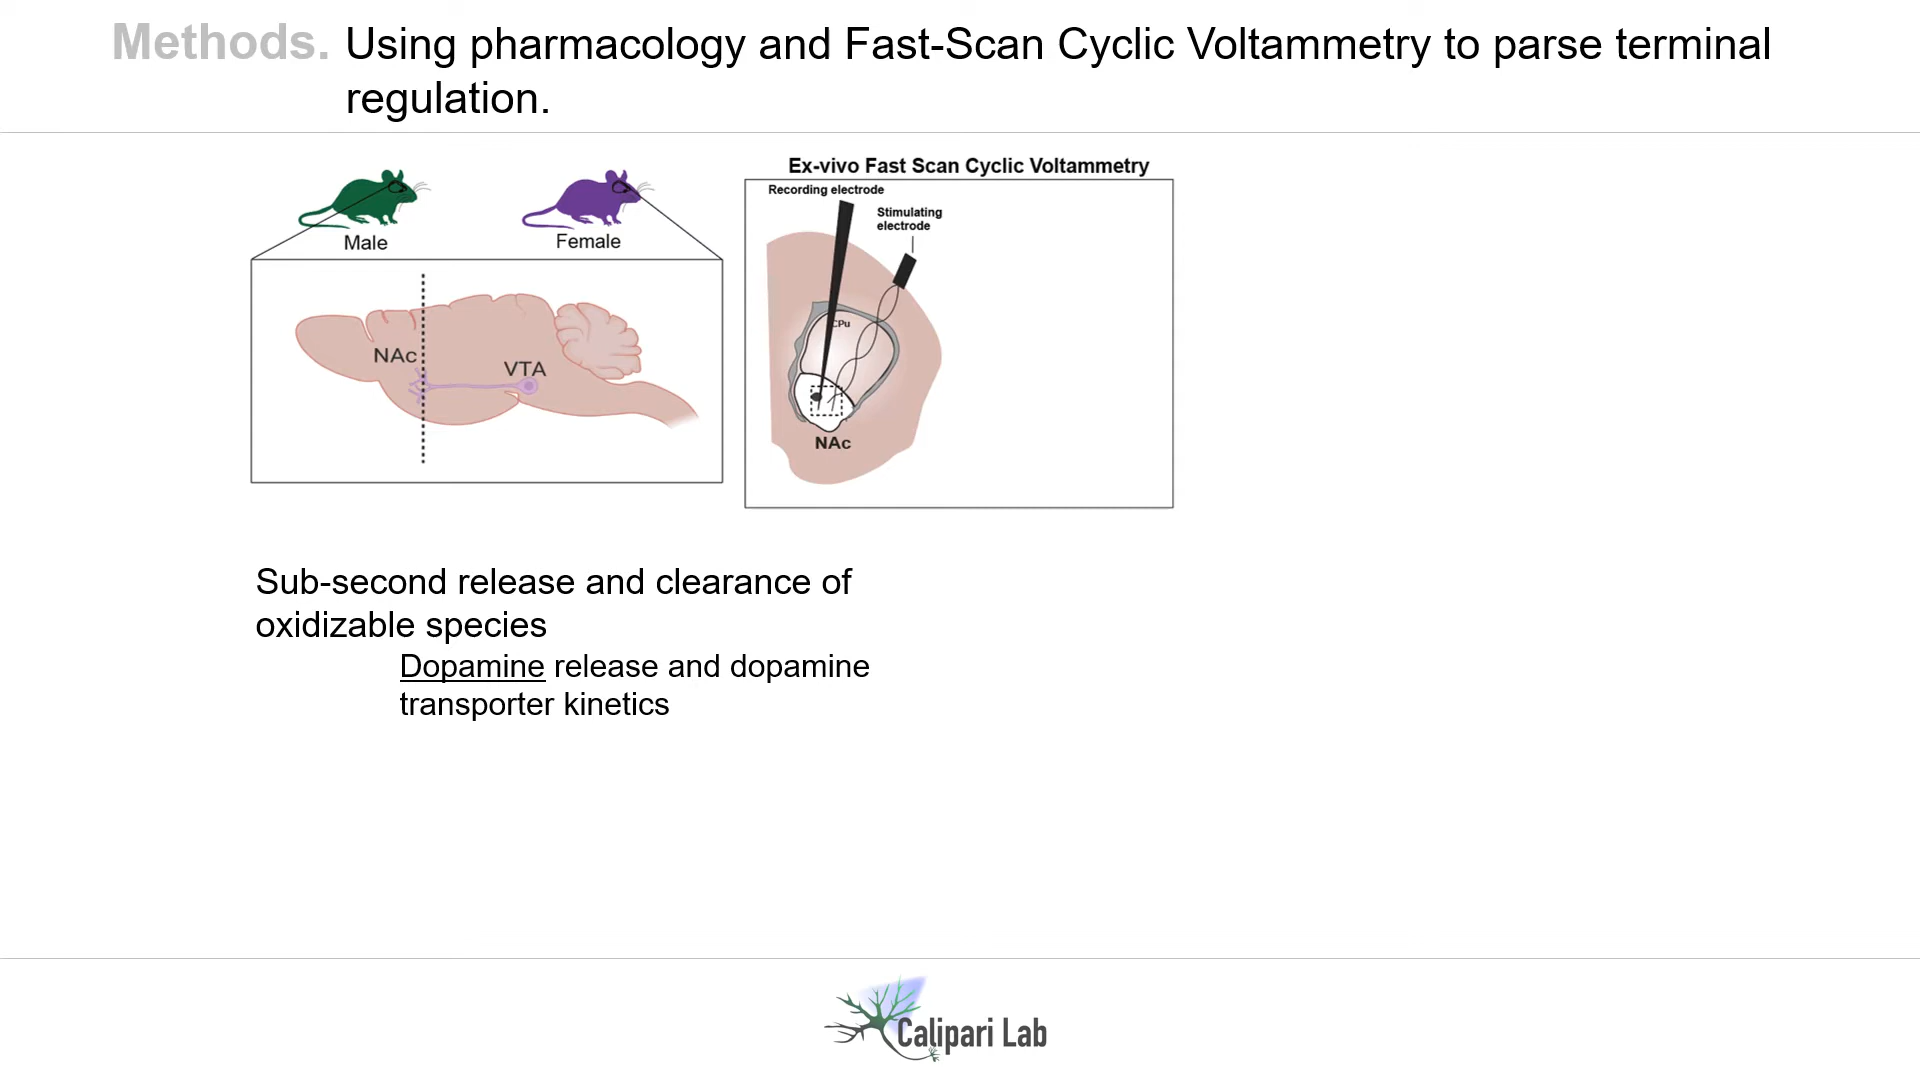 Methods. Using pharmacology and Fast-Scan Cyclic Voltammetry to parse terminal
regulation.
Male
Female
NAc
VTA
Ex-vivo Fast Scan Cyclic Voltammetry
Recording electrode
Stimulating
electrode
CPu
NAc
Sub-second release and clearance of
oxidizable species
Dopamine release and dopamine
transporter kinetics
Calipari Lab